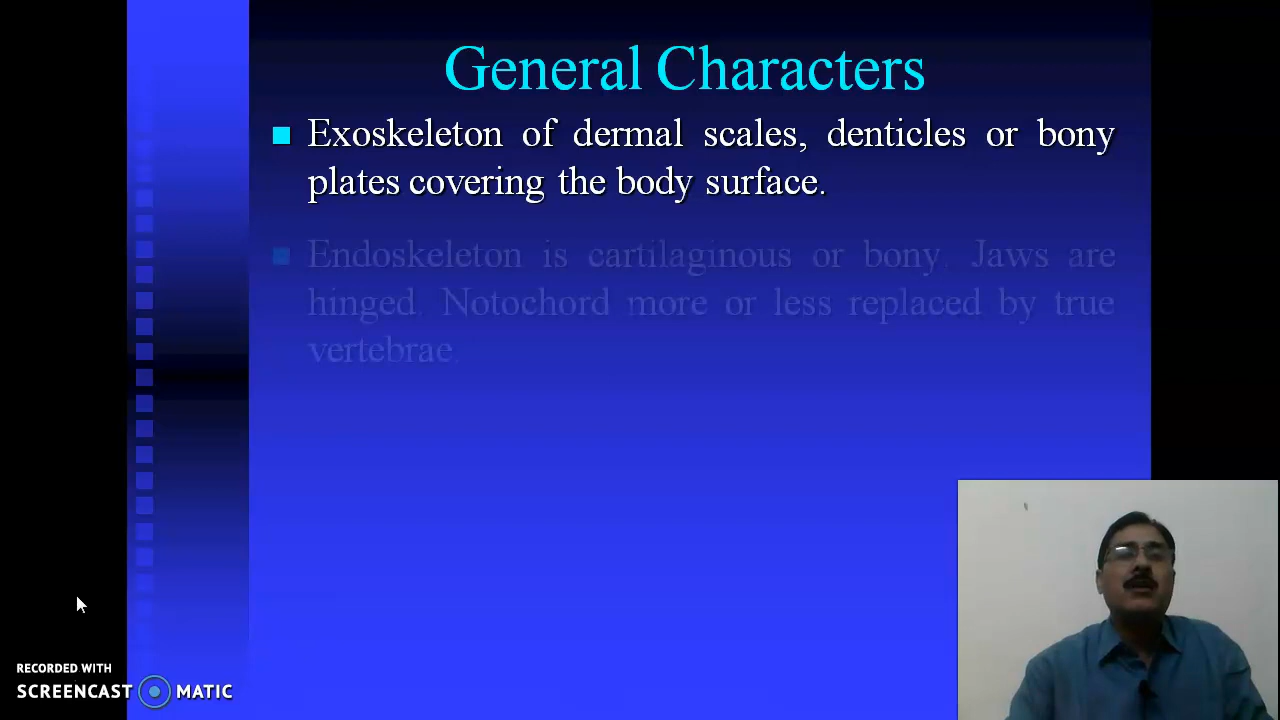 General Characters
Exoskeleton of dermal scales, denticles or bony
plates covering the body surface.
Endoskeleton is cartilaginous or bony. Jaws are
hinged. Notochord more or less replaced by true
vertebrae.
RECORDED WITH
SCREENCAST MATIC